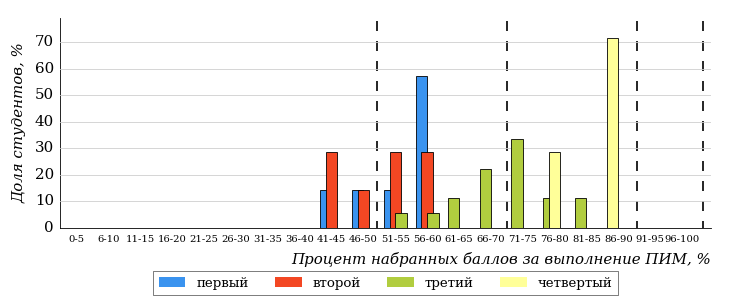 Доля студентов, %
70
60
50
40
30
20
10
0
0-5 6-10 11-15 16-20 21-25 26-30 31-35 36-40 41-45 46-50 51-55 56-60 61-65 66-70 71-75 76-80 81-85 86-90 91-95 96-100
Процент набранных баллов за выполнение ПИМ, %
первый второй третий четвертый